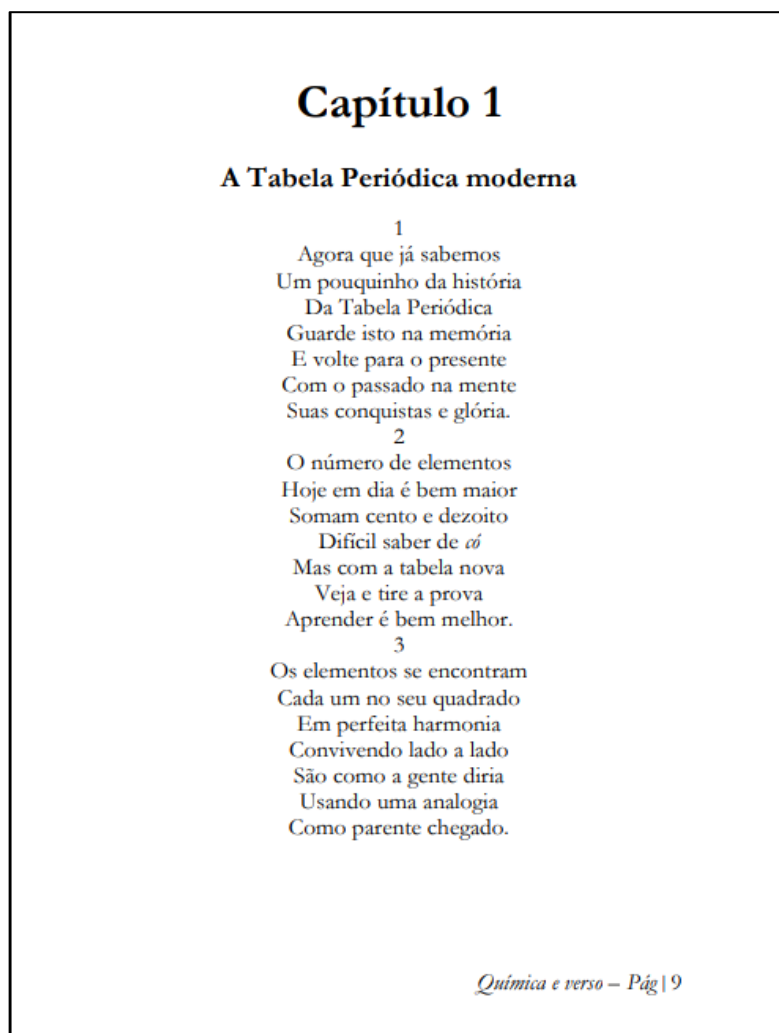 Capítulo 1
A Tabela Periódica moderna
1
Agora que já sabemos
Um pouquinho da história
Da Tabela Periódica
Guarde isto na memória
E volte para o presente
Com o passado na mente
Suas conquistas e glória.
2
O número de elementos
Hoje em dia é bem maior
Somam cento e dezoito
Difícil saber de có
Mas com a tabela nova
Veja e tire a prova
Aprender é bem melhor.
3
Os elementos se encontram
Cada um no seu quadrado
Em perfeita harmonia
Convivendo lado a lado
São como a gente diria
Usando uma analogia
Como parente chegado.
Química e verso – Pág | 9